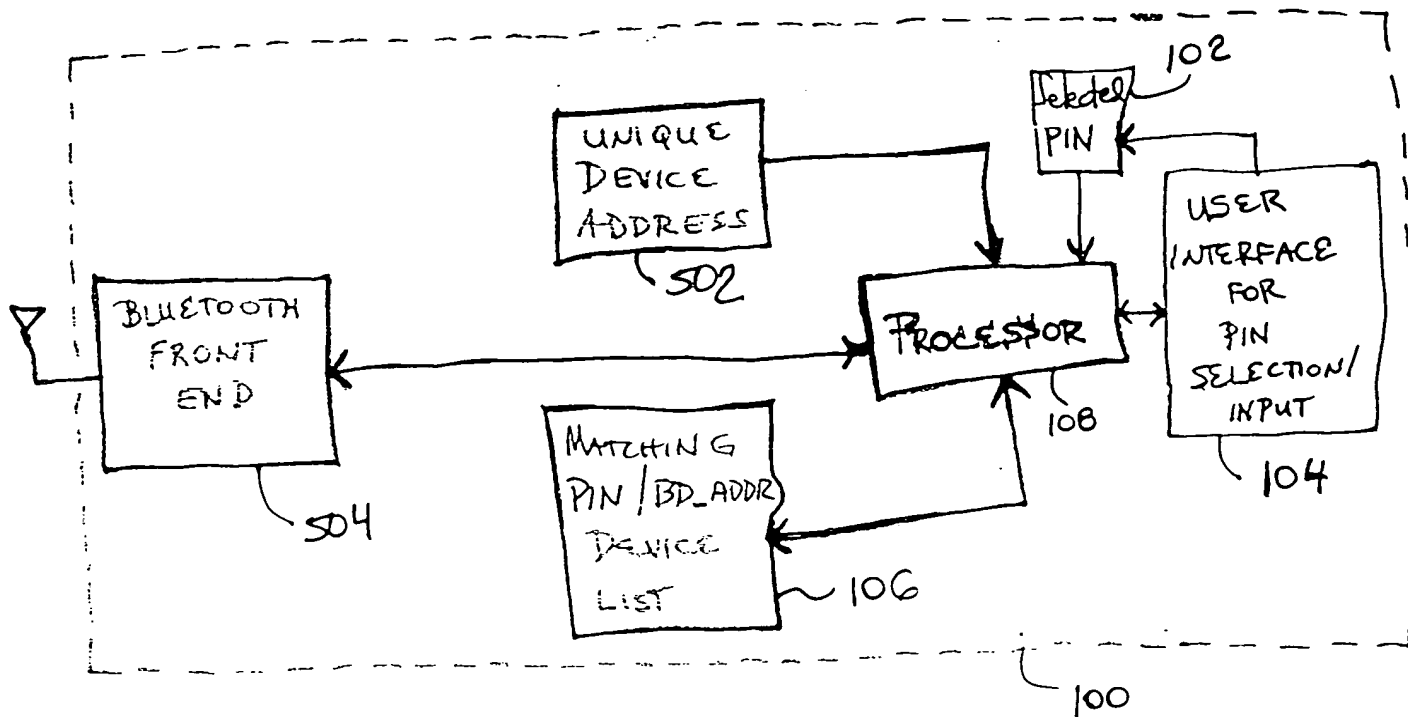 102
Selected
PIN
UNIQUE
DEVICE
ADDRESS
502
USER
INTERFACE
FOR
PIN
SELECTION/
INPUT
104
BLUETOOTH
FRONT
END
504
PROCESSOR
108
MATCHING
PIN/BD_ADDR
DEVICE
LIST
106
100